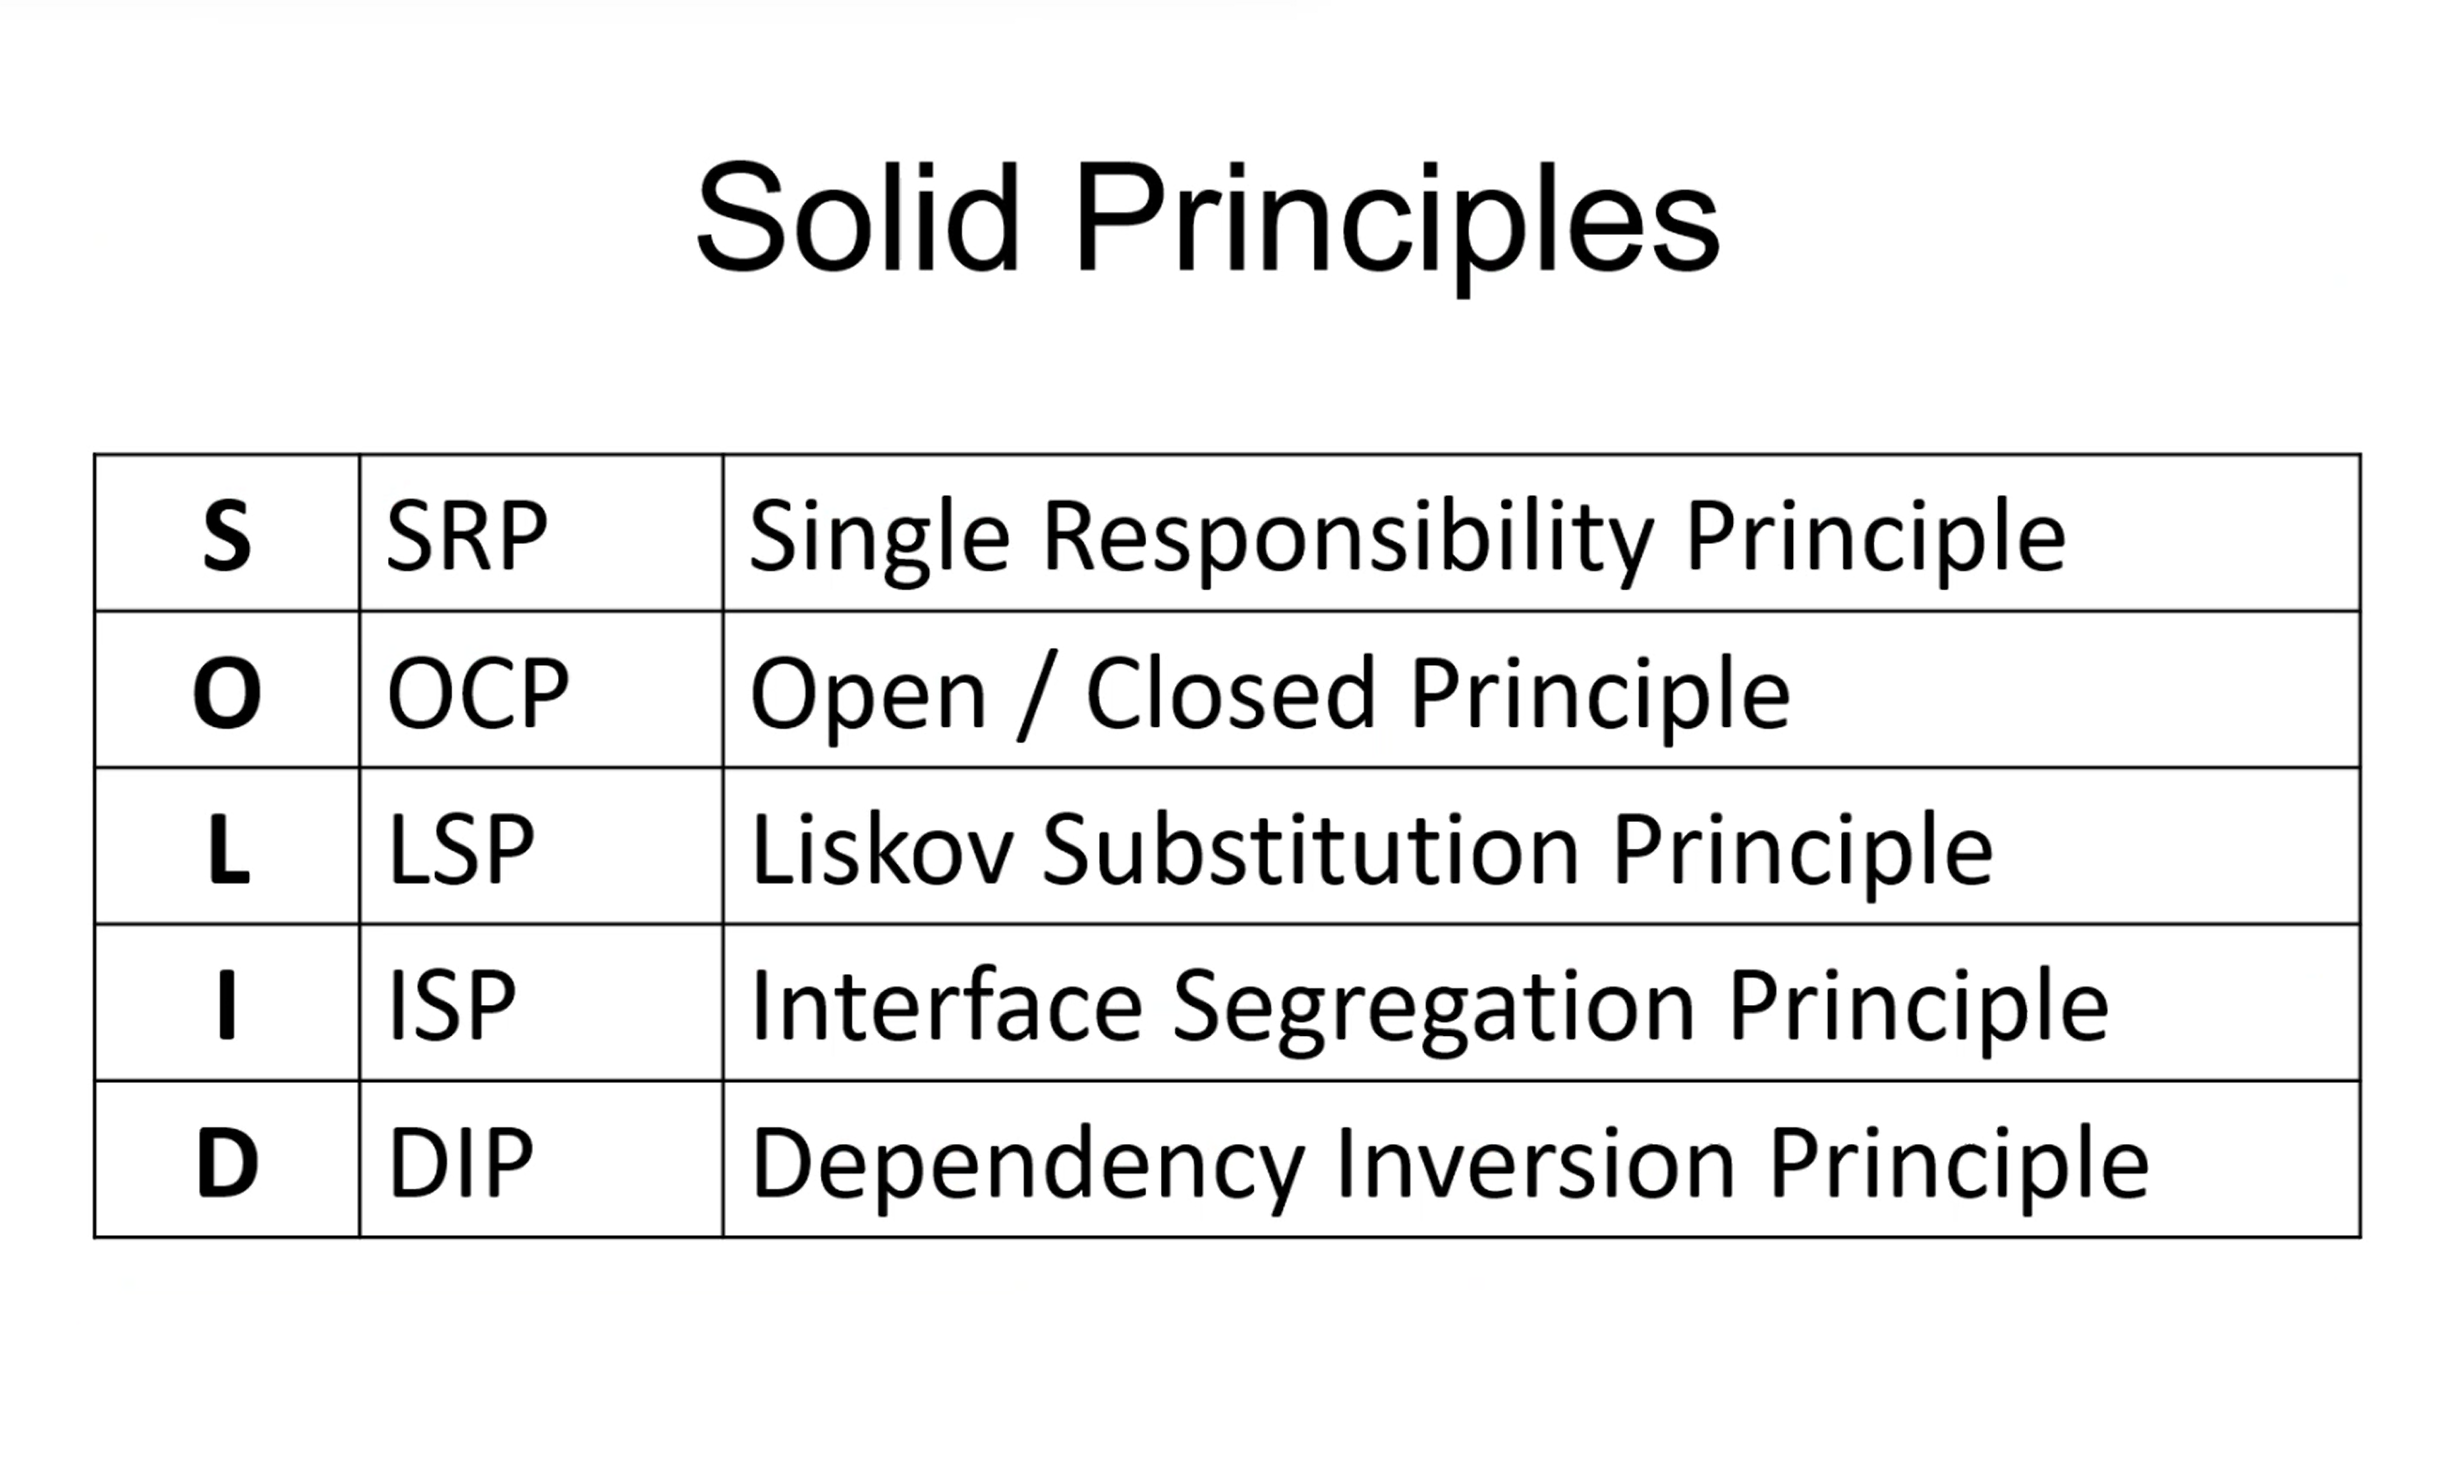 Solid Principles
S SRP Single Responsibility Principle
O OCP Open / Closed Principle
L LSP Liskov Substitution Principle
I ISP Interface Segregation Principle
D DIP Dependency Inversion Principle